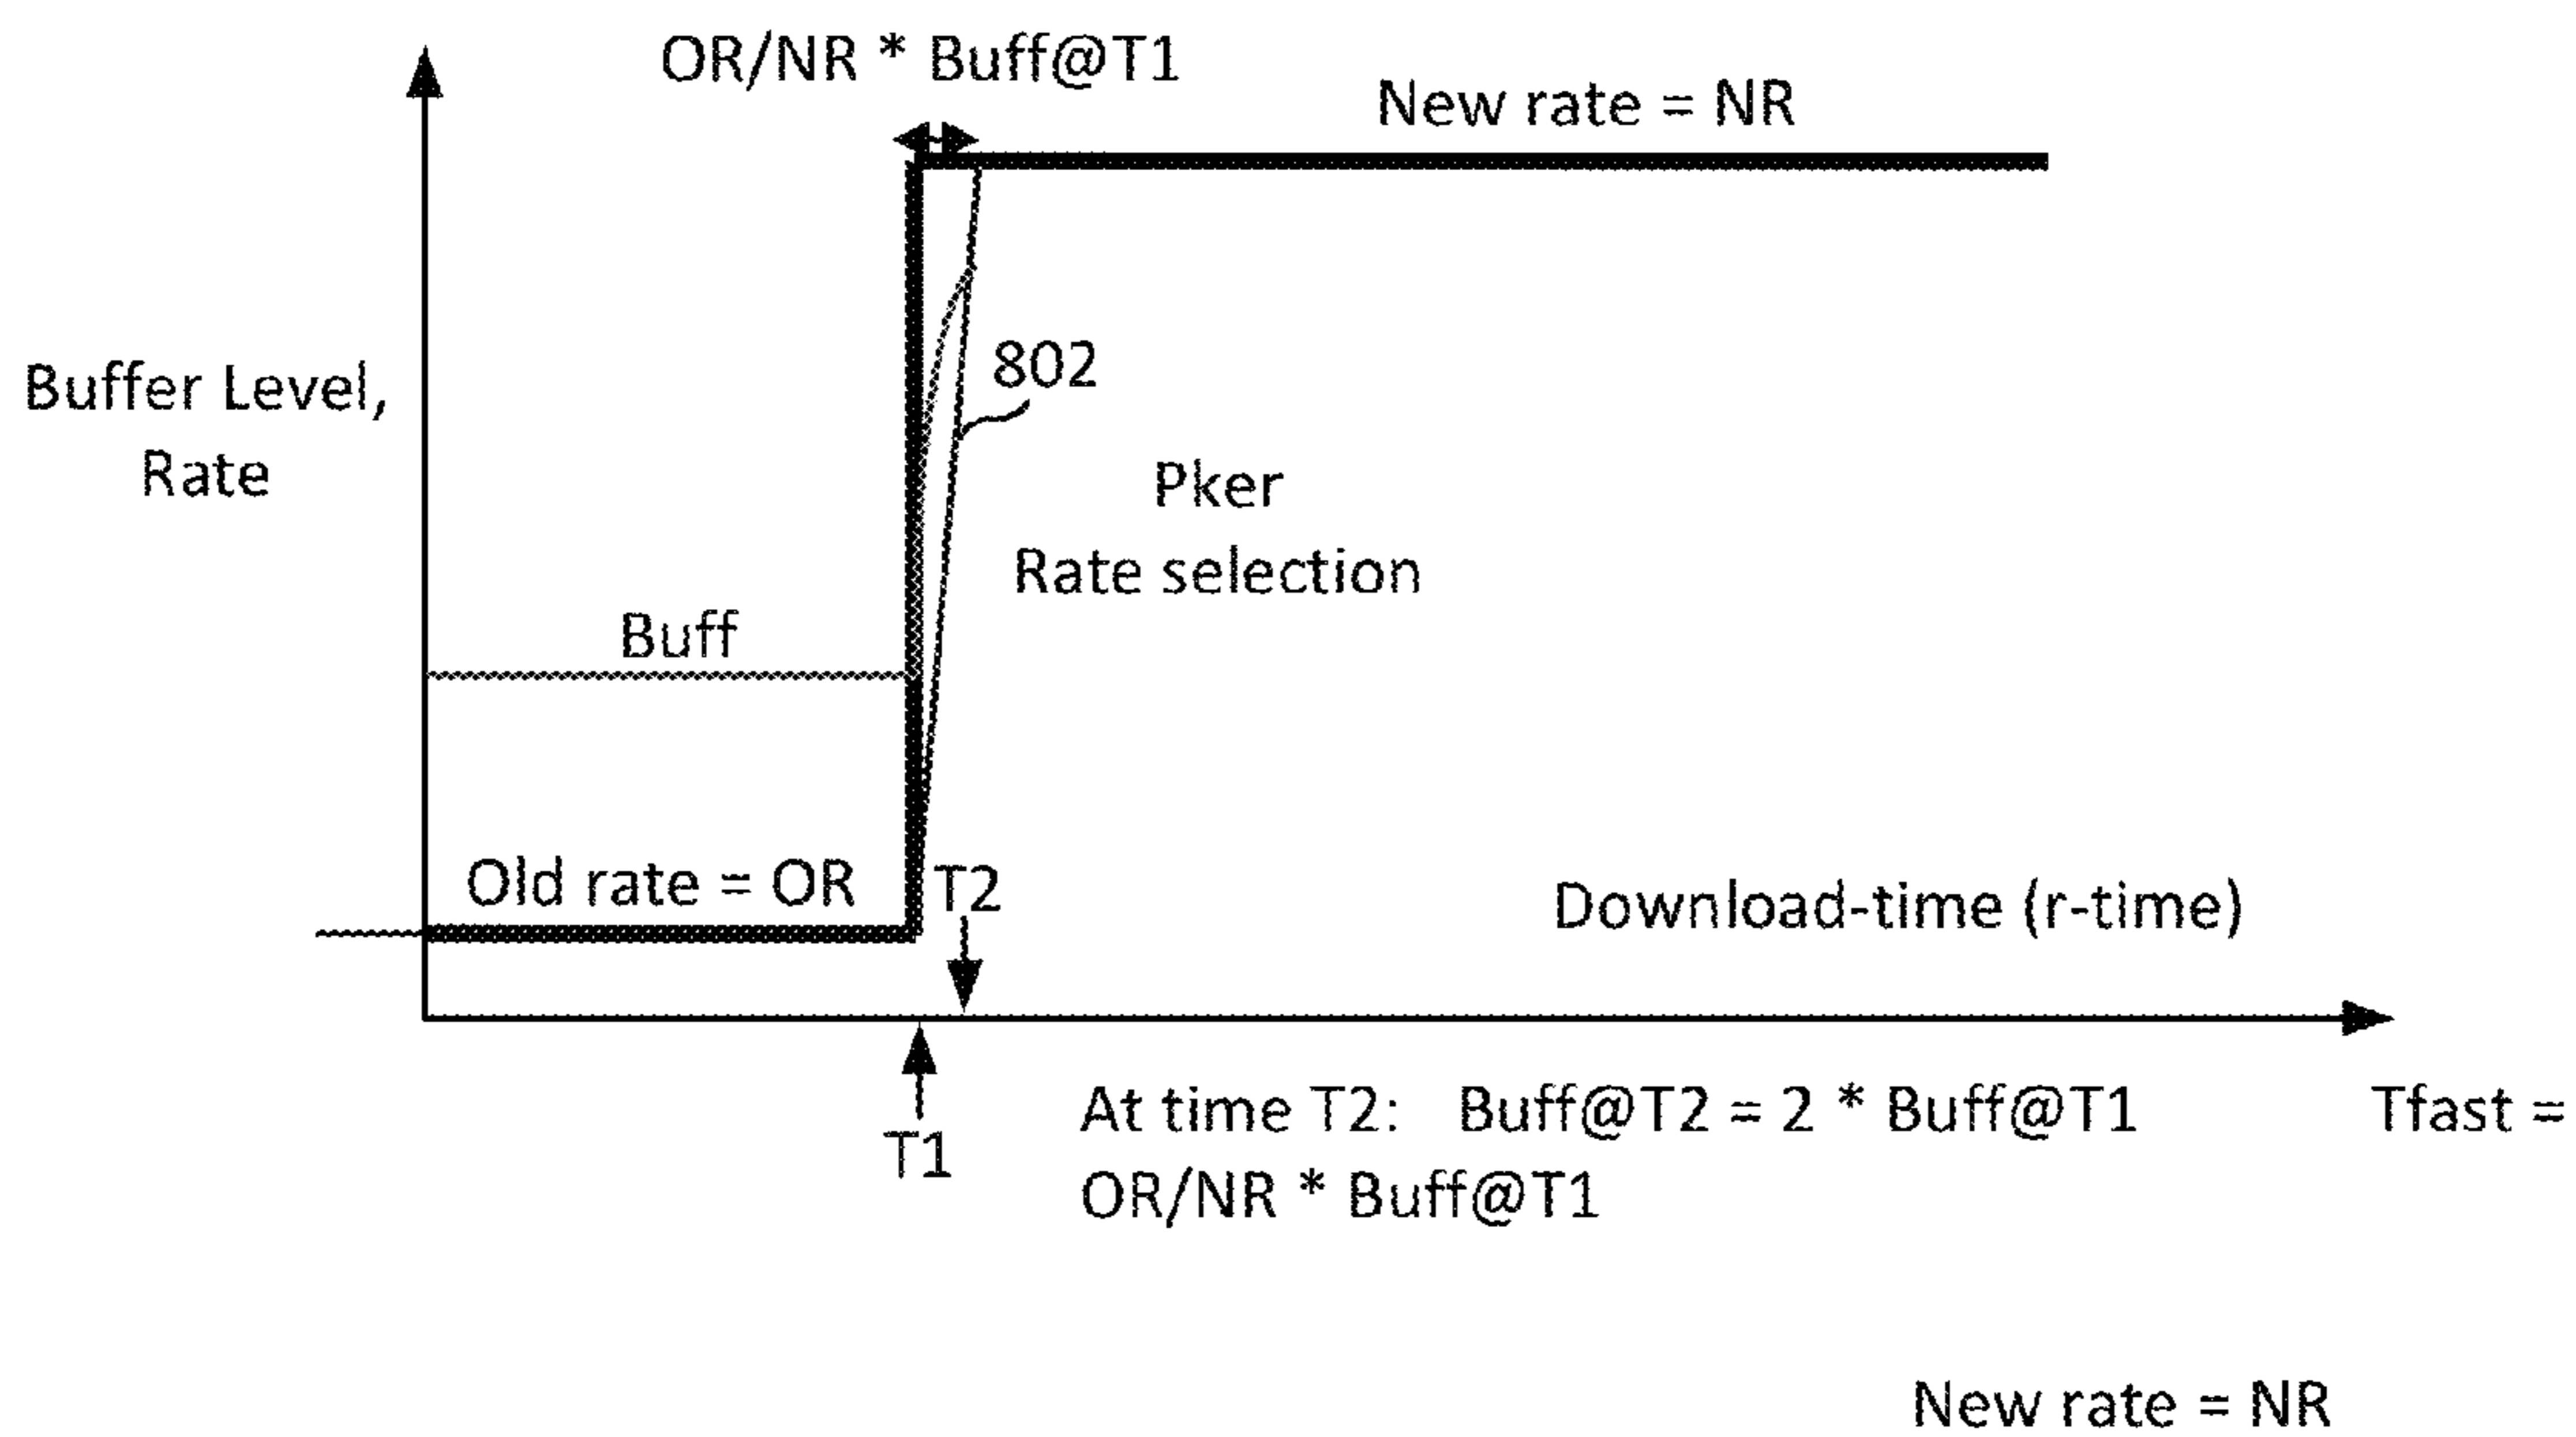 OR/NR * Buff@T1
New rate = NR
Buffer Level,
Rate
802
Pker
Rate selection
Buff
Old rate = OR
T2
Download-time (r-time)
T1
At time T2: Buff@T2 = 2 * Buff@T1 Tfast =
OR/NR * Buff@T1
New rate = NR